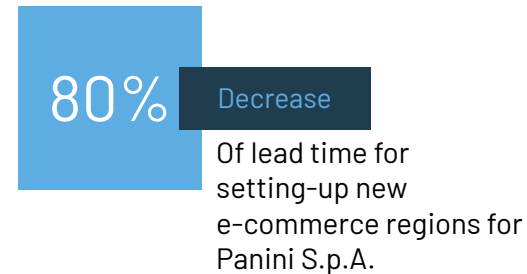 80%
Decrease
Of lead time for
setting-up new
e-commerce regions for
Panini S.p.A.